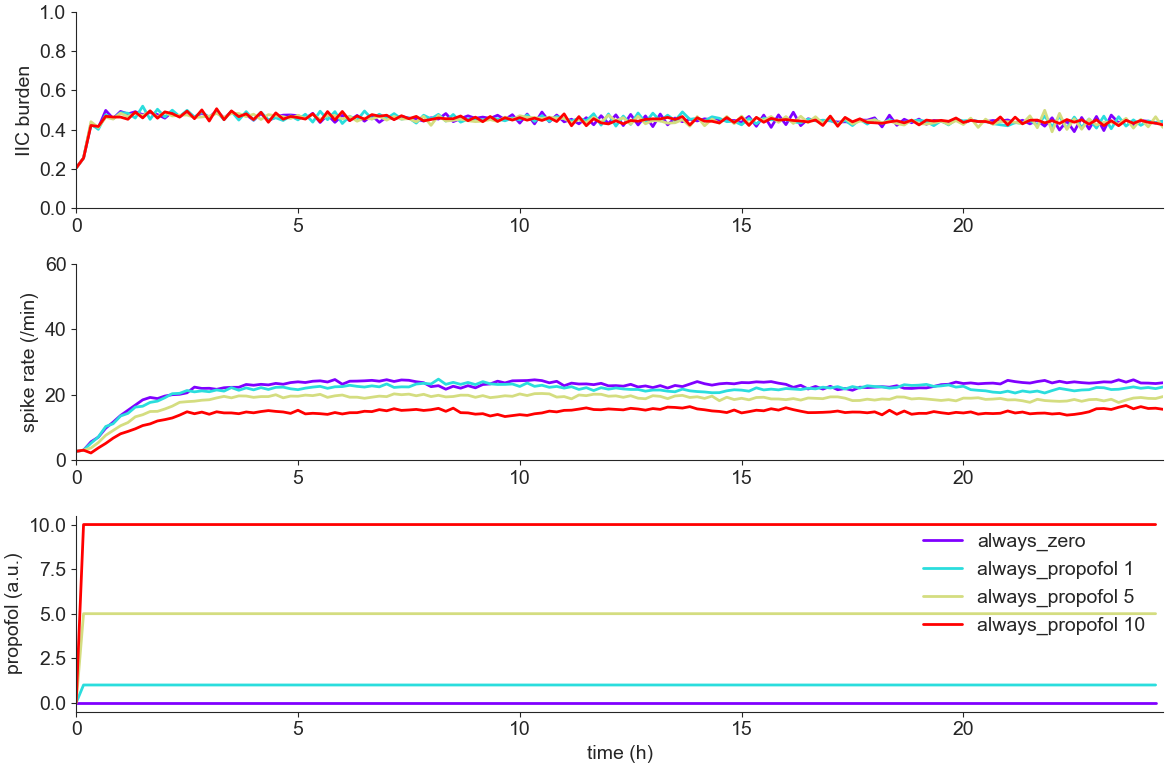 IIC burden
1.0
0.8
0.6
0.4
0.2
0.0
0 5 10 15 20
spike rate (/min)
60
40
20
0
0 5 10 15 20
propofol (a.u.)
10.0
7.5
5.0
2.5
0.0
always_zero
always_propofol 1
always_propofol 5
always_propofol 10
0 5 10 15 20
time (h)